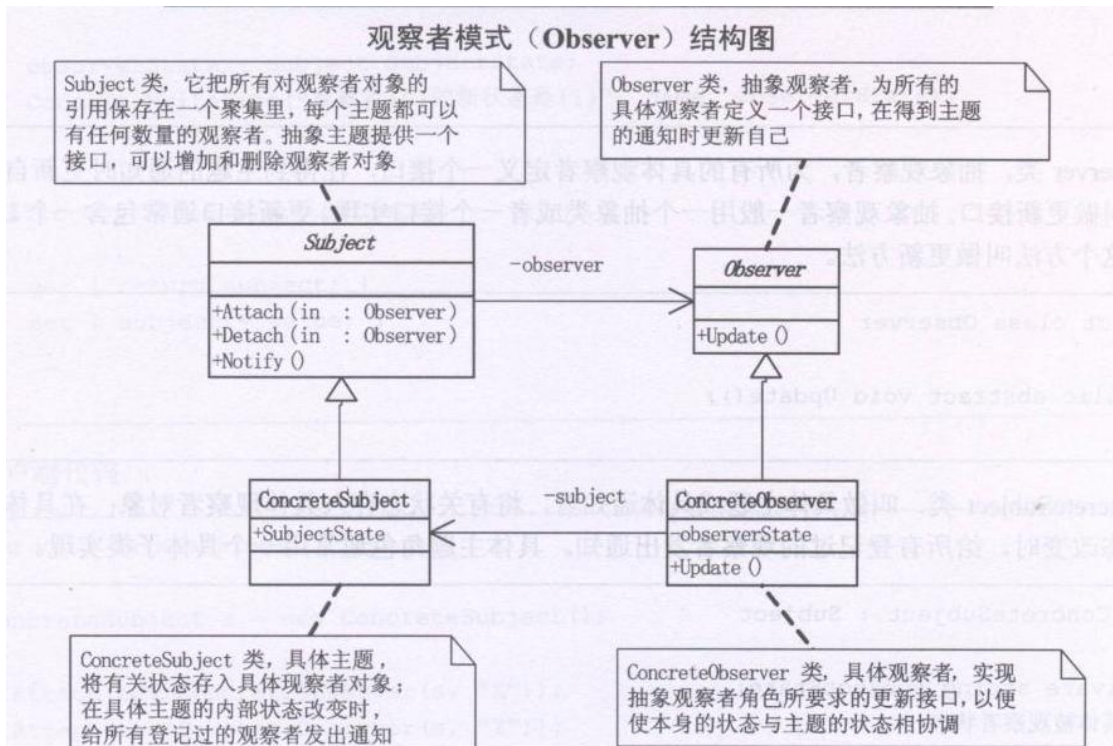 观察者模式（Observer）结构图
Subject 类，它把所有对观察者对象的
引用保存在一个聚集里，每个主题都可以
有任何数量的观察者。抽象主题提供一个
接口，可以增加和删除观察者对象
Observer 类，抽象观察者，为所有的
具体观察者定义一个接口，在得到主题
的通知时更新自己
Subject
+Attach(in : Observer)
+Detach(in : Observer)
+Notify()
-observer
Observer
+Update()
ConcreteSubject
+SubjectState
-subject
ConcreteObserver
-observerState
+Update()
ConcreteSubject 类，具体主题，
将有关状态存入具体现察者对象；
在具体主题的内部状态改变时，
给所有登记过的观察者发出通知
ConcreteObserver 类，具体观察者，实现
抽象观察者角色所要求的更新接口，以便
使本身的状态与主题的状态相协调